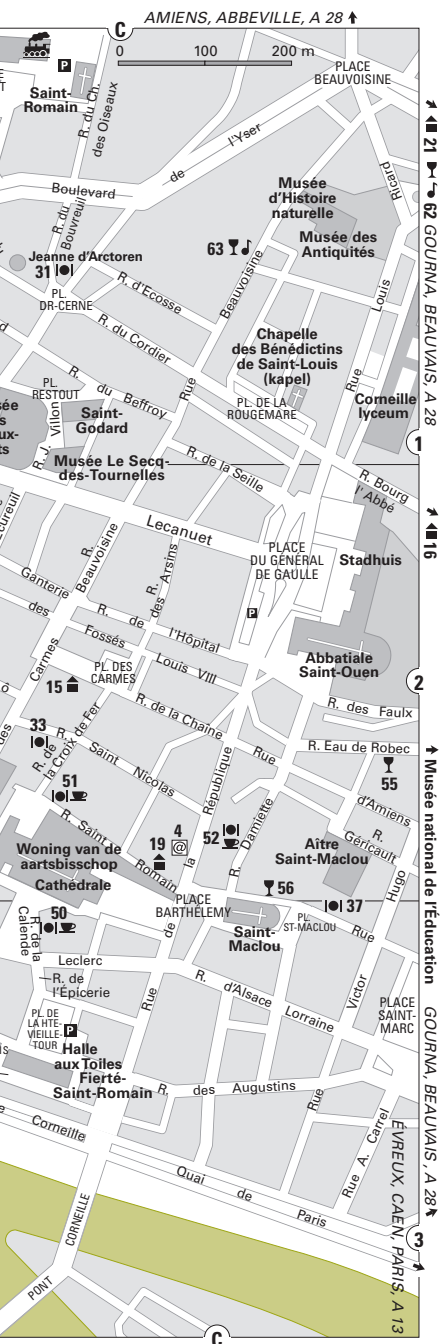 AMIENS, ABBEVILLE, A 28
C
0 100 200 m
P
Saint-
Romain
R. du Ch.
des Oiseaux
PLACE
BEAUVOISINE
21
62 GOURNA, BEAUVAIS, A 28
Boulevard
de
l'Yser
Ricard
Louis
Rue
R. du
Bouvreuil
Musée
d'Histoire
naturelle
Musée des
Antiquités
Jeanne d'Arctoren
31
63
PL.
DR-CERNE
R. d'Ecosse
Beauvoisine
Rue
R. du Cordier
Chapelle
des Bénédictins
de Saint-Louis
(kapel)
PL.
RESTOUT
R. du Beffroy
PL. DE LA
ROUGEMARE
Corneille
lyceum
sée
s
ux-
ts
R. J. Villon
Saint-
Godard
1
Musée Le Secq-
des-Tournelles
R. de la Seille
R. Bourg
l'Abbé
16
Ecureuil
Lecanuet
R.
Beauvoisine
R.
des Arsins
PLACE
DU GÉNÉRAL
DE GAULLE
Stadhuis
Ganterie
des
Fossés
Louis VIII
R. de l'Hôpital
P
Carmes
des
PL. DES
CARMES
Abbatiale
Saint-Ouen
2
15
R. de la Chaine
R. des Faulx
33
R. de
la Croix de Fer
R. Saint Nicolas
Rue
d'Amiens
R. Eau de Robec
55
51
République
la
de
Rue
R. Damiette
R.
Géricault
Musée national de l'Éducation
R. Saint Romain
4
@
19
52
Woning van de
aartsbisschop
Cathédrale
Aître
Saint-Maclou
Hugo
Victor
Rue
56
37
PLACE
BARTHÉLEMY
PL.
ST-MACLOU
Rue
50
Saint-
Maclou
R. de la
Calende
Leclerc
R. de
l'Épicerie
R. d'Alsace Lorraine
PLACE
SAINT-
MARC
GOURNA, BEAUVAIS, A 28
PL. DE
LA HTE-
VIEILLE-
TOUR
P
Halle
aux Toiles
Fierté-
Saint-Romain
R. des Augustins
Rue A. Carrel
ÉVREUX, CAEN, PARIS, A 13
Corneille
Quai de Paris
3
PONT
CORNEILLE
C